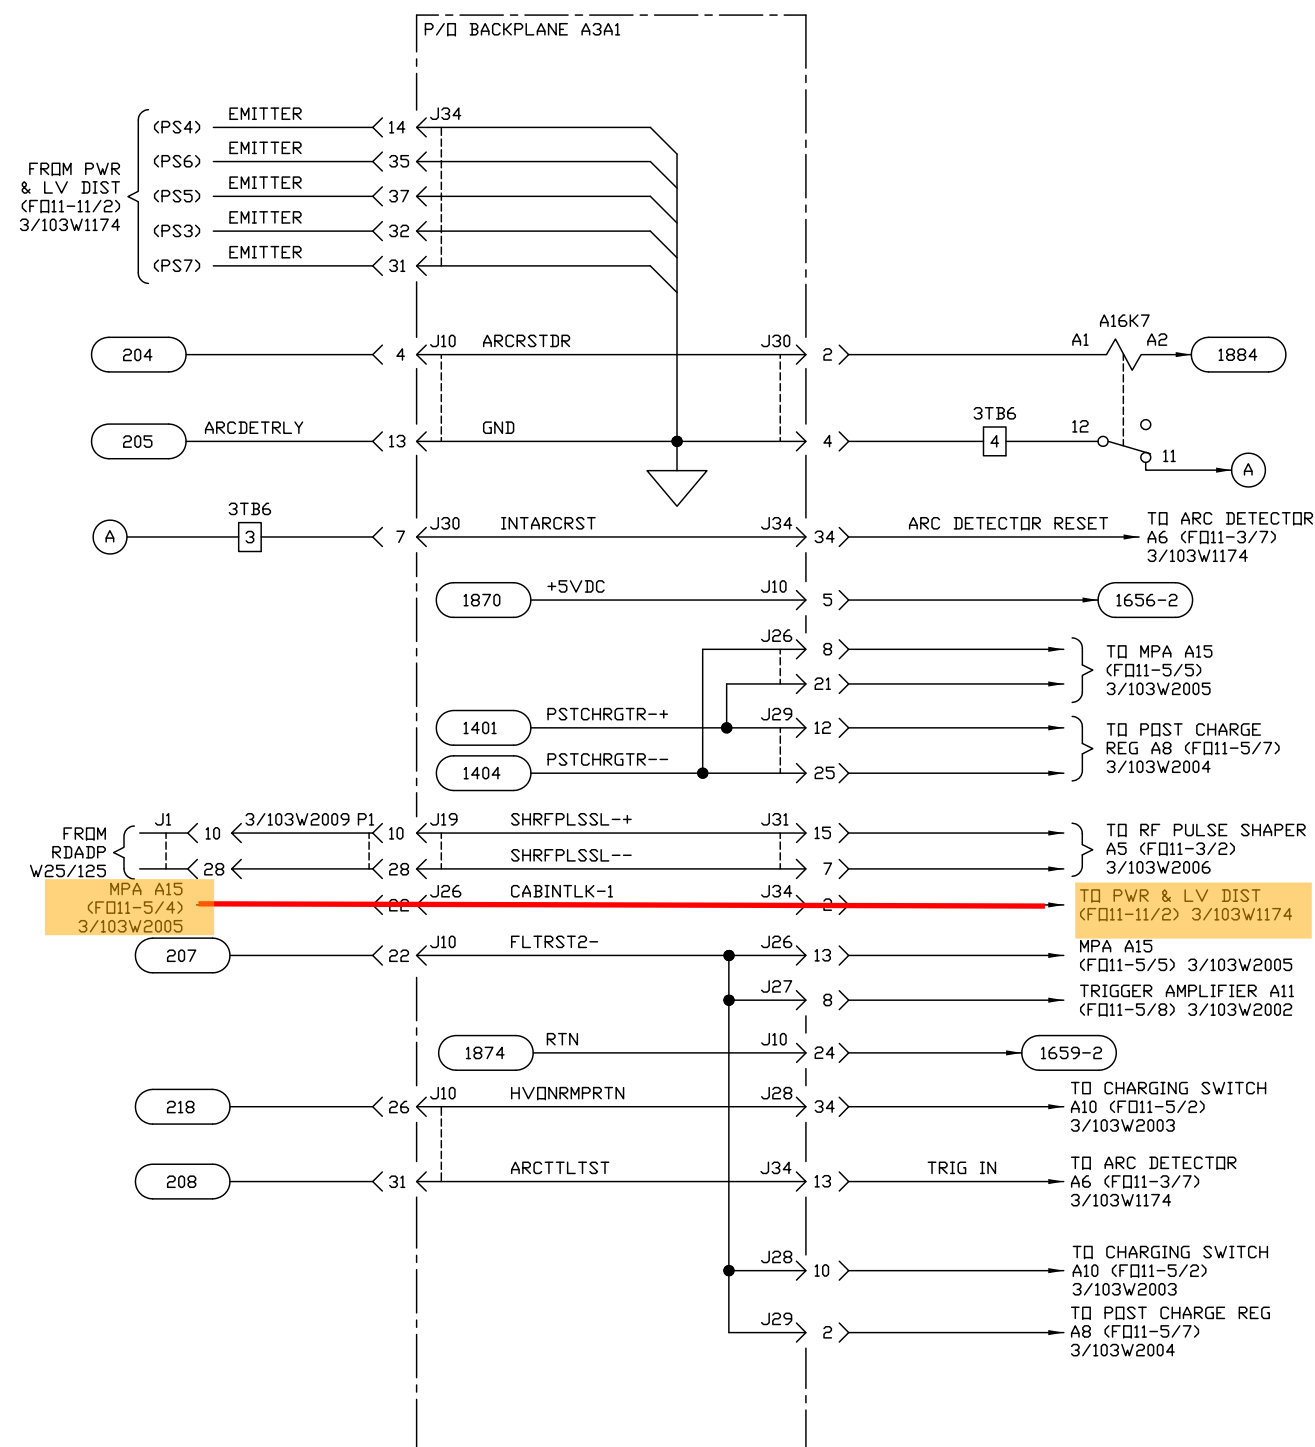 P/O BACKPLANE A3A1
(PS4) EMITTER 14 J34
(PS6) EMITTER 35
(PS5) EMITTER 37
(PS3) EMITTER 32
(PS7) EMITTER 31
FROM PWR
& LV DIST
(FO11-11/2)
3/103W1174
A16K7
204 4 J10 ARCRSTDR J30 2 A1 A2 1884
205 ARCDETRLY 13 GND 4 3TB6 4 12 11 A
A 3TB6 3 7 J30 INTARCRST J34 34 ARC DETECTOR RESET
TO ARC DETECTOR
A6 (FO11-3/7)
3/103W1174
1870 +5VDC J10 5 1656-2
J26 8
21
TO MPA A15
(FO11-5/5)
3/103W2005
1401 PSTCHRGTR-+ J29 12
1404 PSTCHRGTR-- 25
TO POST CHARGE
REG A8 (FO11-5/7)
3/103W2004
FROM
RDADP
W25/125
J1 10 3/103W2009 P1 10 J19 SHRFPLSSL-+ J31 15
28 28 SHRFPLSSL-- 7
TO RF PULSE SHAPER
A5 (FO11-3/2)
3/103W2006
MPA A15
(FO11-5/4)
3/103W2005
22 J26 CABINTLK-1 J34 2
TO PWR & LV DIST
(FO11-11/2) 3/103W1174
207 22 J10 FLTRST2- J26 13
MPA A15
(FO11-5/5) 3/103W2005
J27 8
TRIGGER AMPLIFIER A11
(FO11-5/8) 3/103W2002
1874 RTN J10 24 1659-2
218 26 J10 HVONRMPRTN J28 34
TO CHARGING SWITCH
A10 (FO11-5/2)
3/103W2003
208 31 ARCTTLTST J34 13 TRIG IN
TO ARC DETECTOR
A6 (FO11-3/7)
3/103W1174
J28 10
TO CHARGING SWITCH
A10 (FO11-5/2)
3/103W2003
J29 2
TO POST CHARGE REG
A8 (FO11-5/7)
3/103W2004